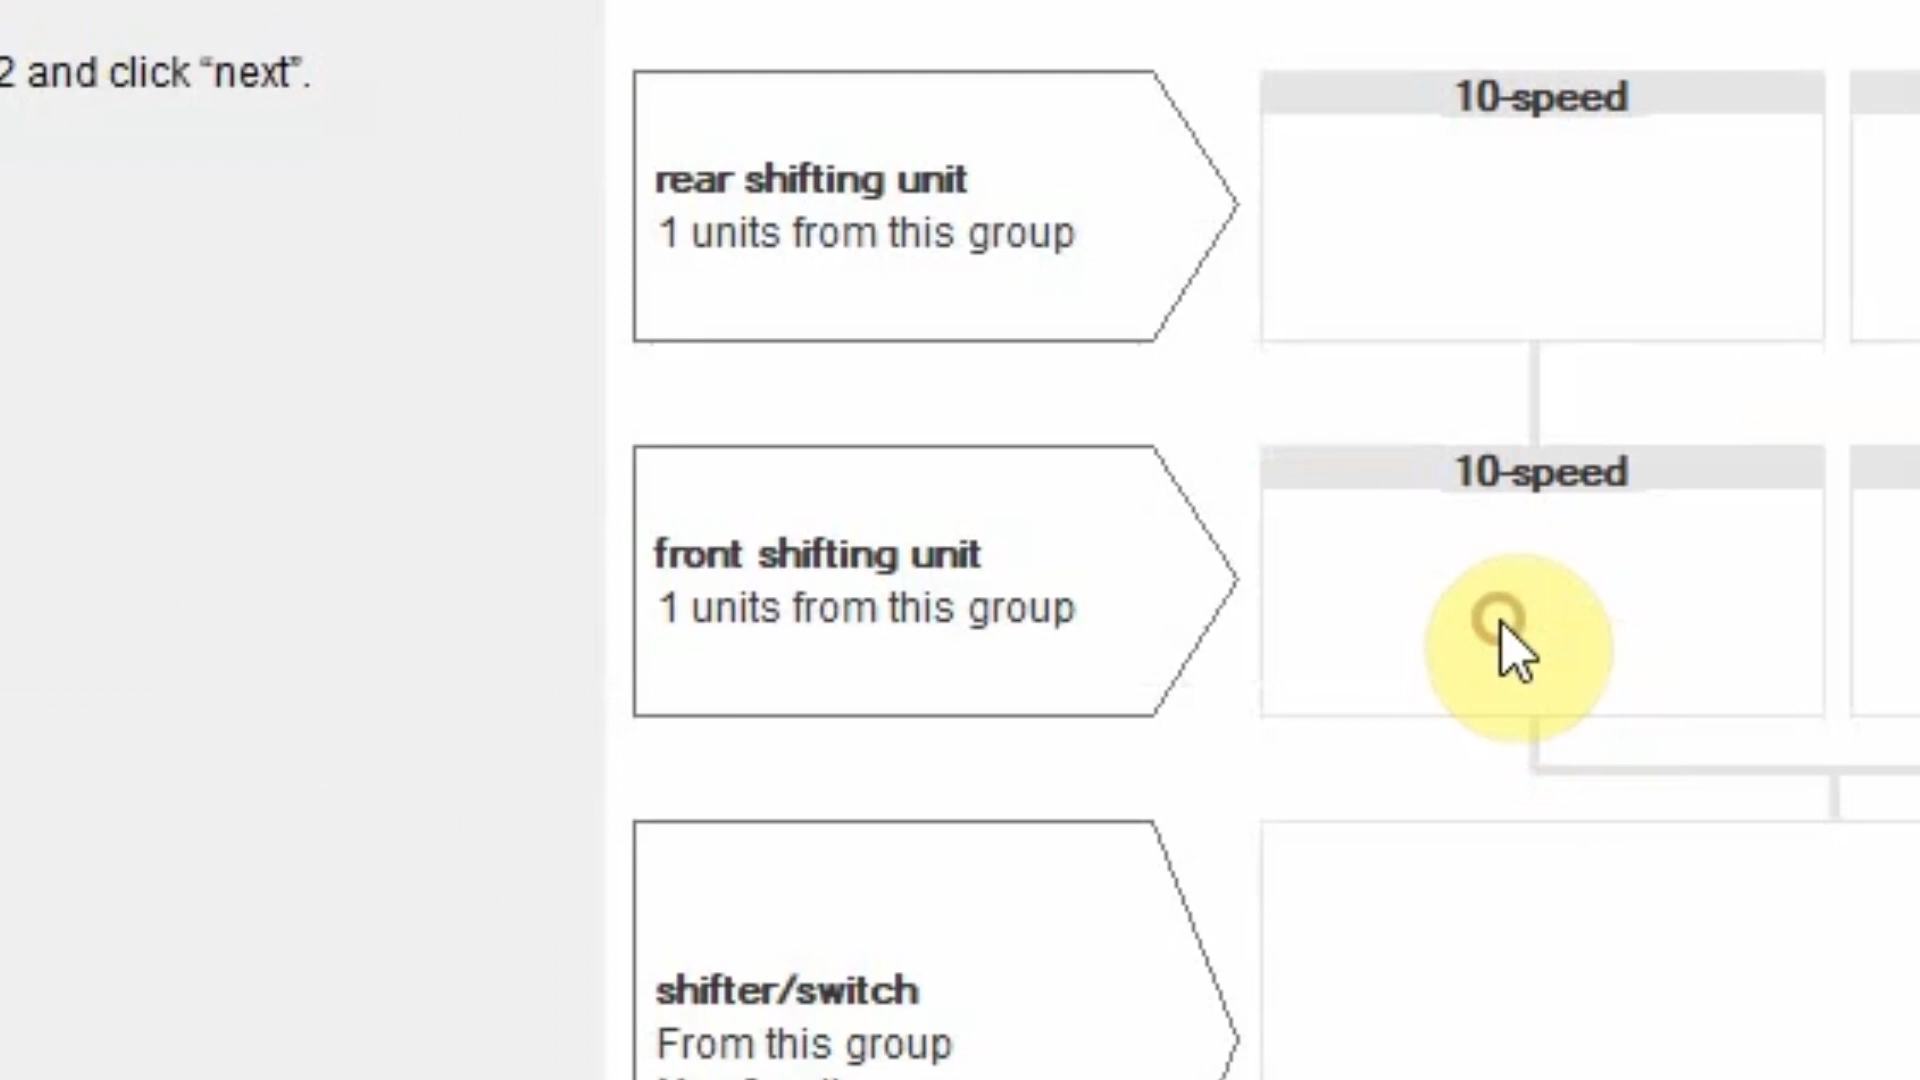 2 and click “next”.
10-speed
rear shifting unit
1 units from this group
10-speed
front shifting unit
1 units from this group
shifter/switch
From this group